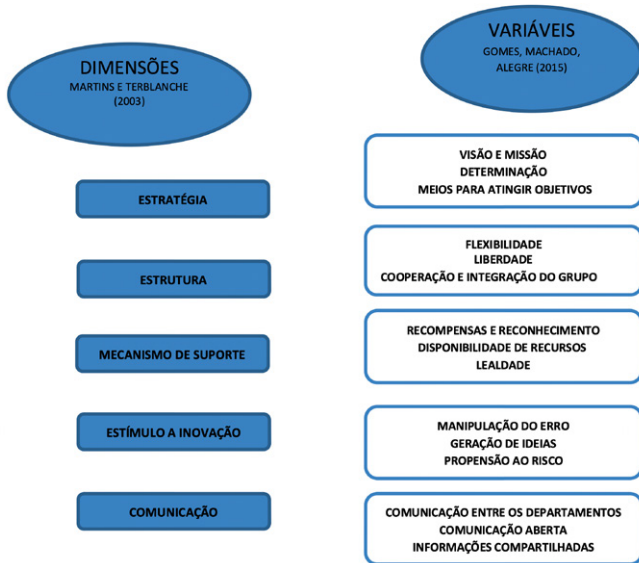 DIMENSÕES
MARTINS E TERBLANCHE
(2003)
VARIÁVEIS
GOMES, MACHADO,
ALEGRE (2015)
ESTRATÉGIA
VISÃO E MISSÃO
DETERMINAÇÃO
MEIOS PARA ATINGIR OBJETIVOS
ESTRUTURA
FLEXIBILIDADE
LIBERDADE
COOPERAÇÃO E INTEGRAÇÃO DO GRUPO
MECANISMO DE SUPORTE
RECOMPENSAS E RECONHECIMENTO
DISPONIBILIDADE DE RECURSOS
LEALDADE
ESTÍMULO A INOVAÇÃO
MANIPULAÇÃO DO ERRO
GERAÇÃO DE IDEIAS
PROPENSÃO AO RISCO
COMUNICAÇÃO
COMUNICAÇÃO ENTRE OS DEPARTAMENTOS
COMUNICAÇÃO ABERTA
INFORMAÇÕES COMPARTILHADAS